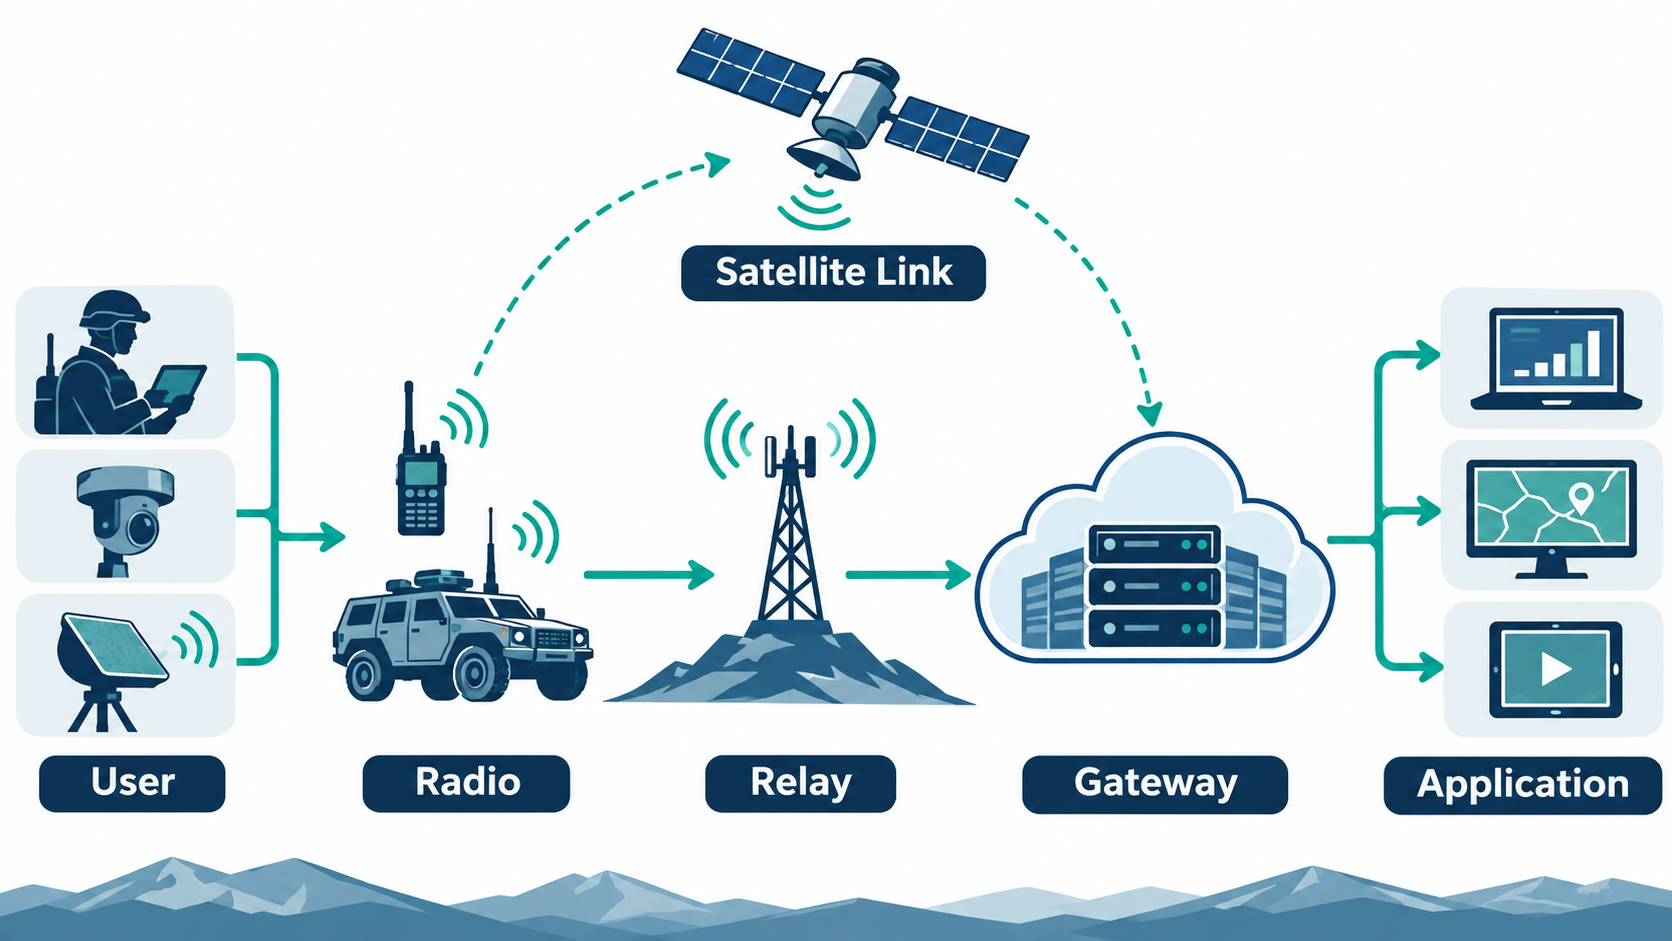 Satellite Link
User
Radio
Relay
Gateway
Application